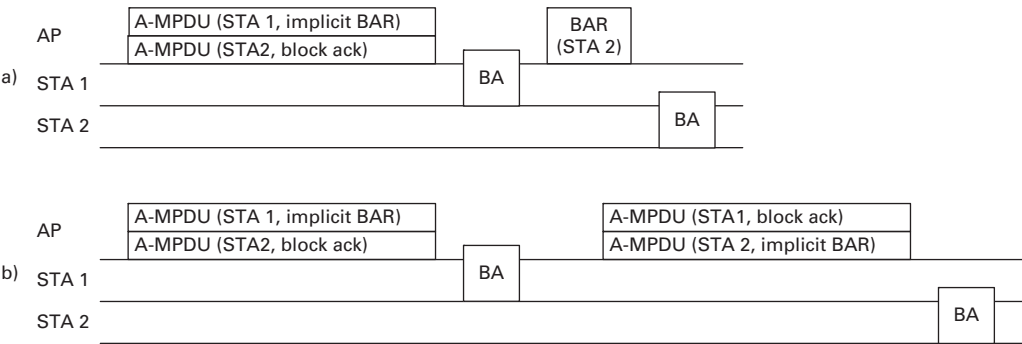 A-MPDU (STA 1, implicit BAR)
AP
A-MPDU (STA2, block ack)
BAR
(STA 2)
a)
STA 1
BA
STA 2
BA
A-MPDU (STA 1, implicit BAR)
A-MPDU (STA1, block ack)
AP
A-MPDU (STA2, block ack)
A-MPDU (STA 2, implicit BAR)
b)
STA 1
BA
STA 2
BA